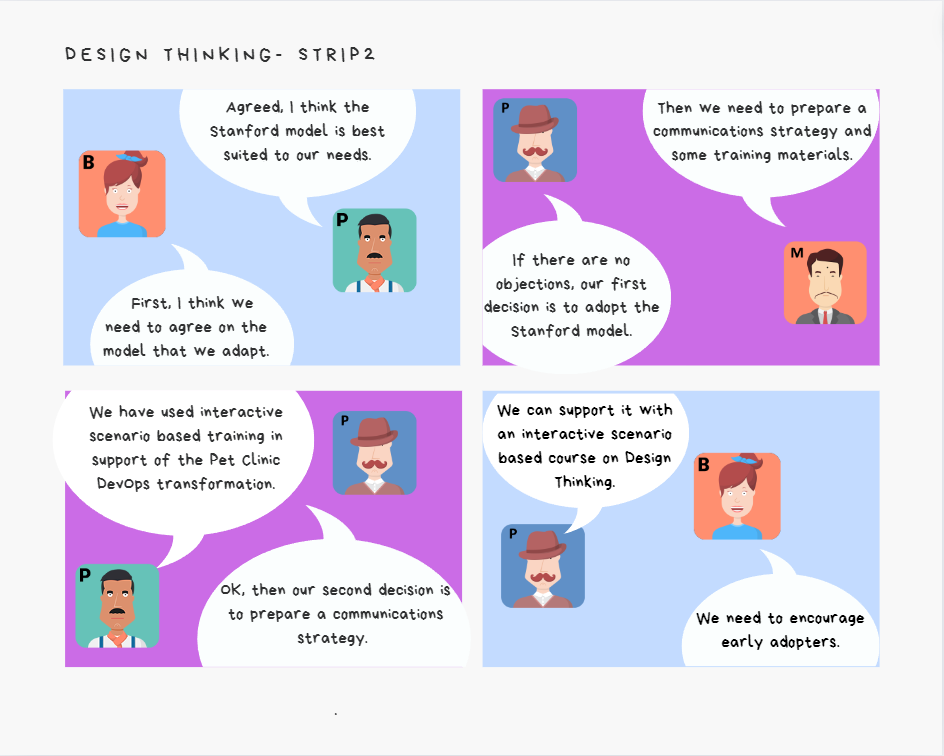 DESIGN THINKING- STRIP2
Agreed, I think the
Stanford model is best
suited to our needs.
B
P
First, I think we
need to agree on the
model that we adapt.
P
Then we need to prepare a
communications strategy and
some training materials.
M
If there are no
objections, our first
decision is to adopt the
Stanford model.
We have used interactive
scenario based training in
support of the Pet Clinic
DevOps transformation.
P
P
OK, then our second decision is
to prepare a communications
strategy.
We can support it with
an interactive scenario
based course on Design
Thinking.
B
P
We need to encourage
early adopters.